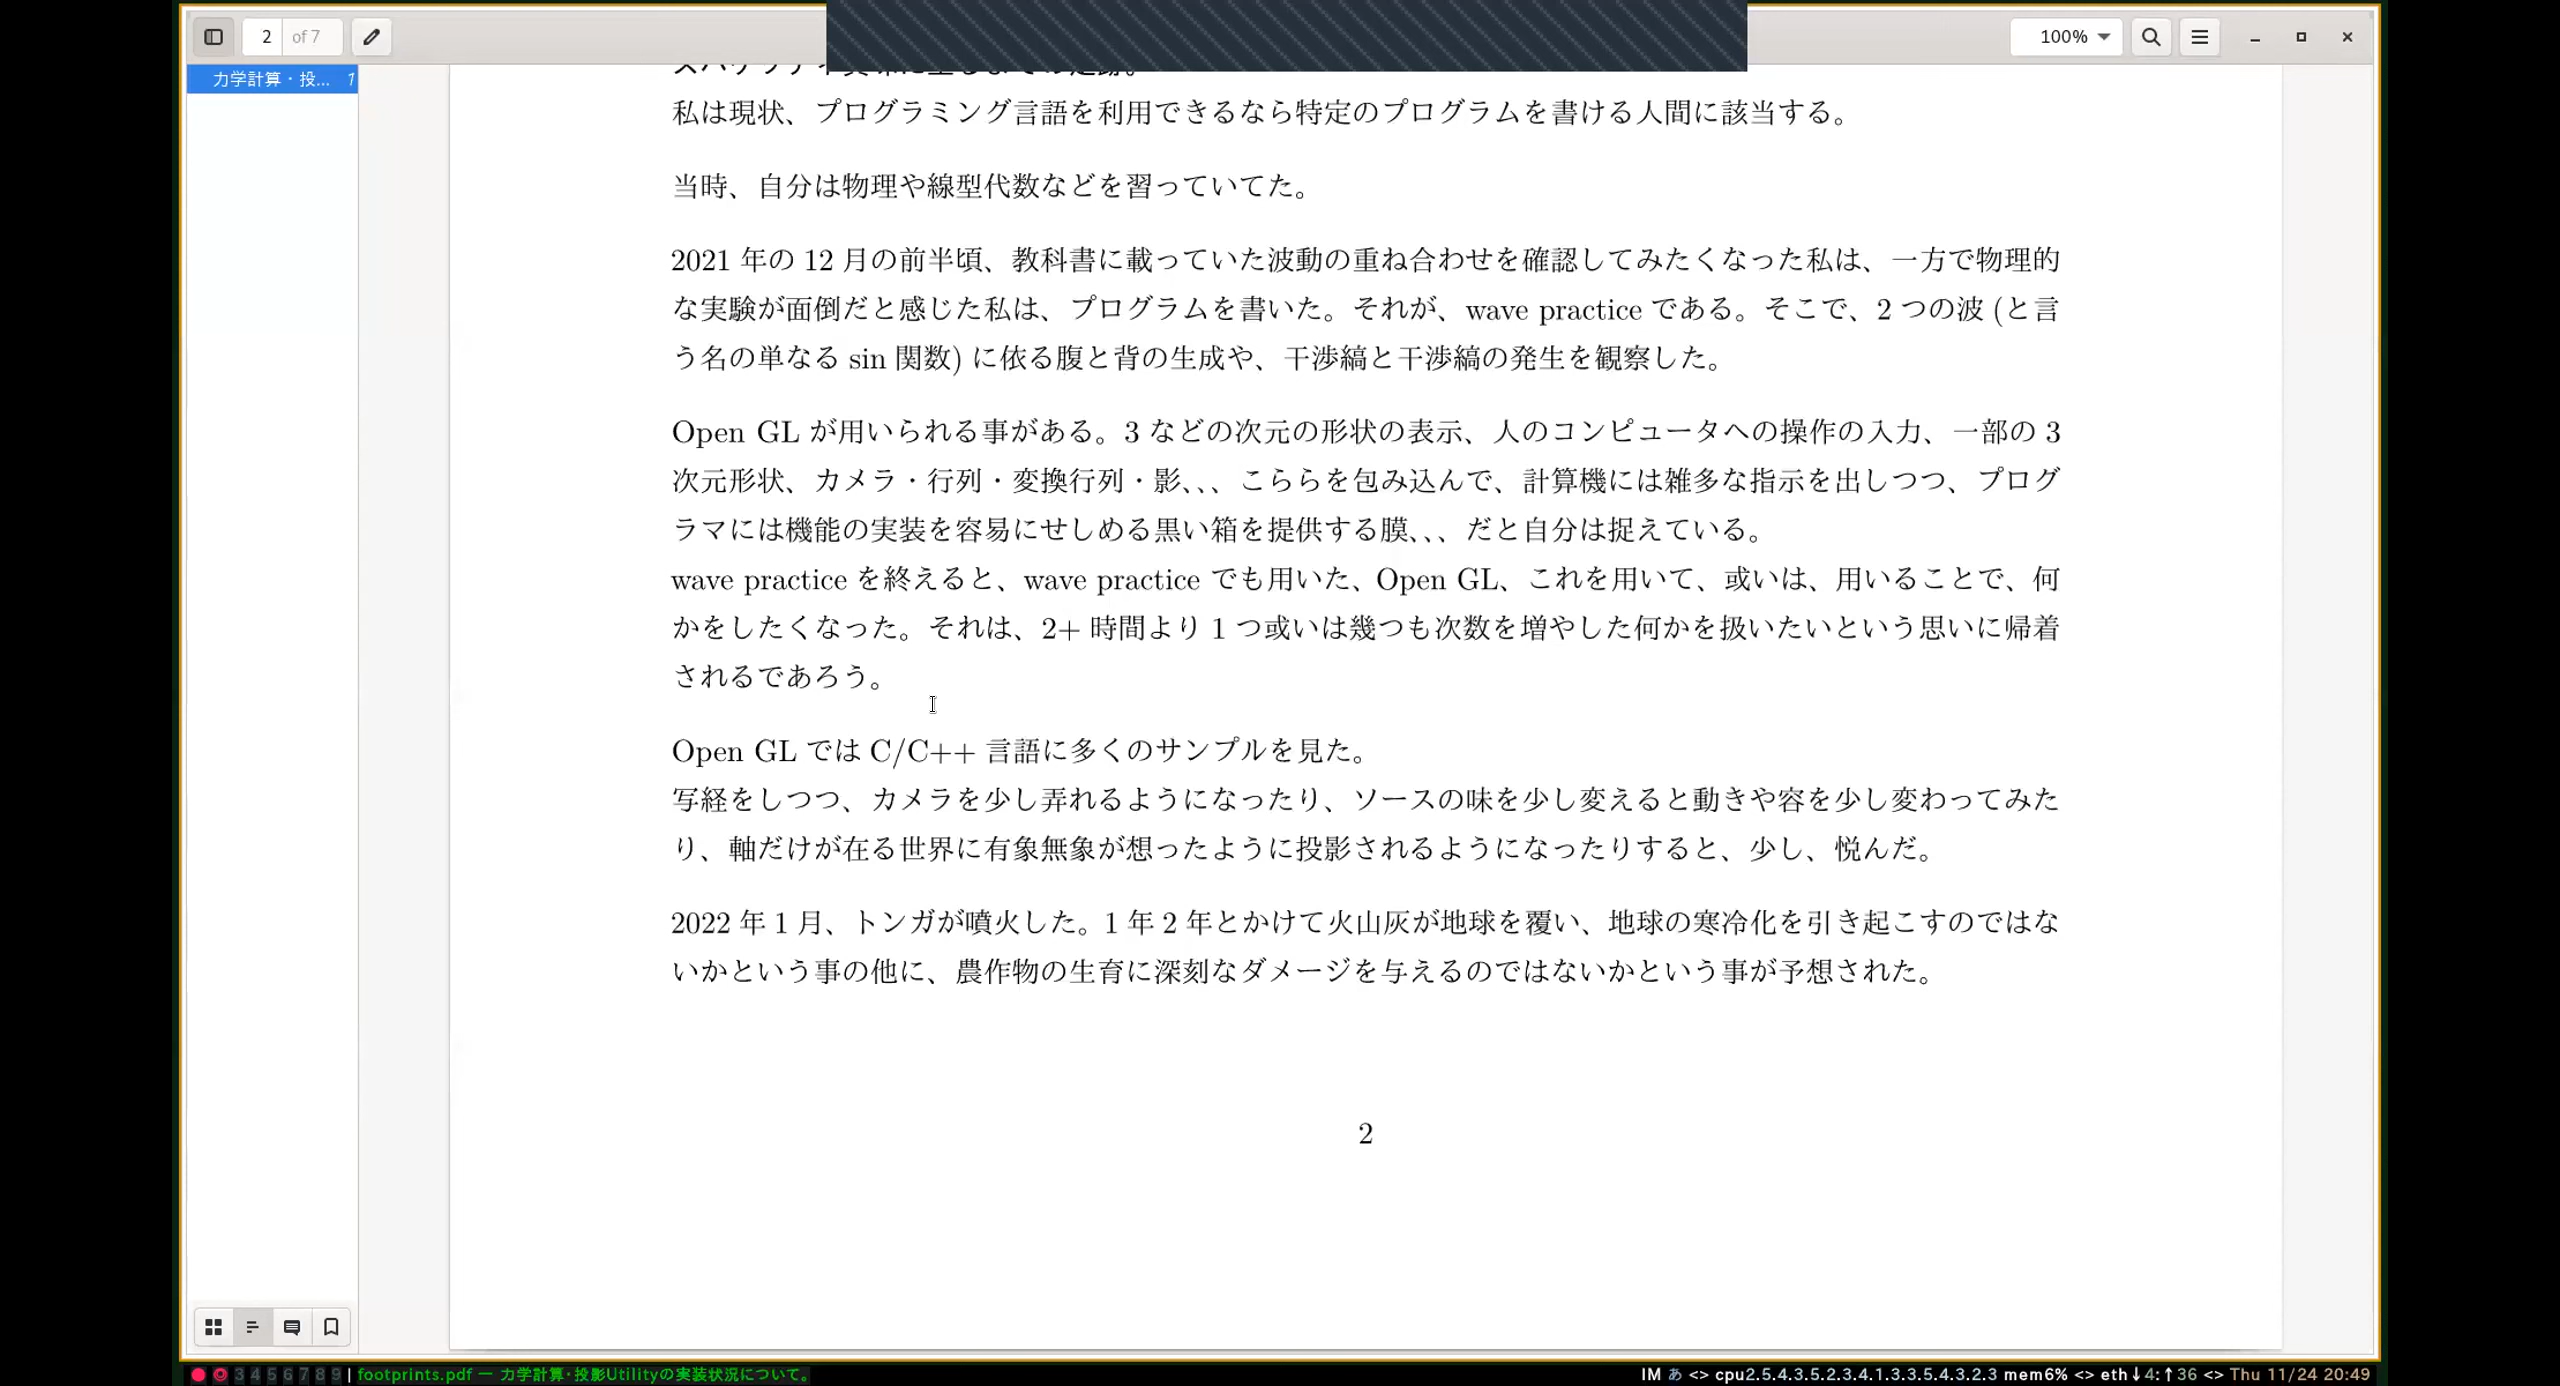 2 of 7
100%
力学計算・投... 1
私は現状、プログラミング言語を利用できるなら特定のプログラムを書ける人間に該当する。
当時、自分は物理や線型代数などを習っていてた。
2021 年の 12 月の前半頃、教科書に載っていた波動の重ね合わせを確認してみたくなった私は、一方で物理的
な実験が面倒だと感じた私は、プログラムを書いた。それが、wave practice である。そこで、2 つの波 (と言
う名の単なる sin 関数) に依る腹と背の生成や、干渉縞と干渉縞の発生を観察した。
Open GL が用いられる事がある。3 などの次元の形状の表示、人のコンピュータへの操作の入力、一部の 3
次元形状、カメラ・行列・変換行列・影、、、こららを包み込んで、計算機には雑多な指示を出しつつ、プログ
ラマには機能の実装を容易にせしめる黒い箱を提供する膜、、、だと自分は捉えている。
wave practice を終えると、wave practice でも用いた、Open GL、これを用いて、或いは、用いることで、何
かをしたくなった。それは、2+ 時間より 1 つ或いは幾つも次数を増やした何かを扱いたいという思いに帰着
されるであろう。
Open GL では C/C++ 言語に多くのサンプルを見た。
写経をしつつ、カメラを少し弄れるようになったり、ソースの味を少し変えると動きや容を少し変わってみた
り、軸だけが在る世界に有象無象が想ったように投影されるようになったりすると、少し、悦んだ。
2022 年 1 月、トンガが噴火した。1 年 2 年とかけて火山灰が地球を覆い、地球の寒冷化を引き起こすのではな
いかという事の他に、農作物の生育に深刻なダメージを与えるのではないかという事が予想された。
2
3 4 5 6 7 8 9 | footprints.pdf — 力学計算・投影Utilityの実装状況について。
IM あ <> cpu2.5.4.3.5.2.3.4.1.3.3.5.4.3.2.3 mem6% <> eth↓4:↑36 <> Thu 11/24 20:49